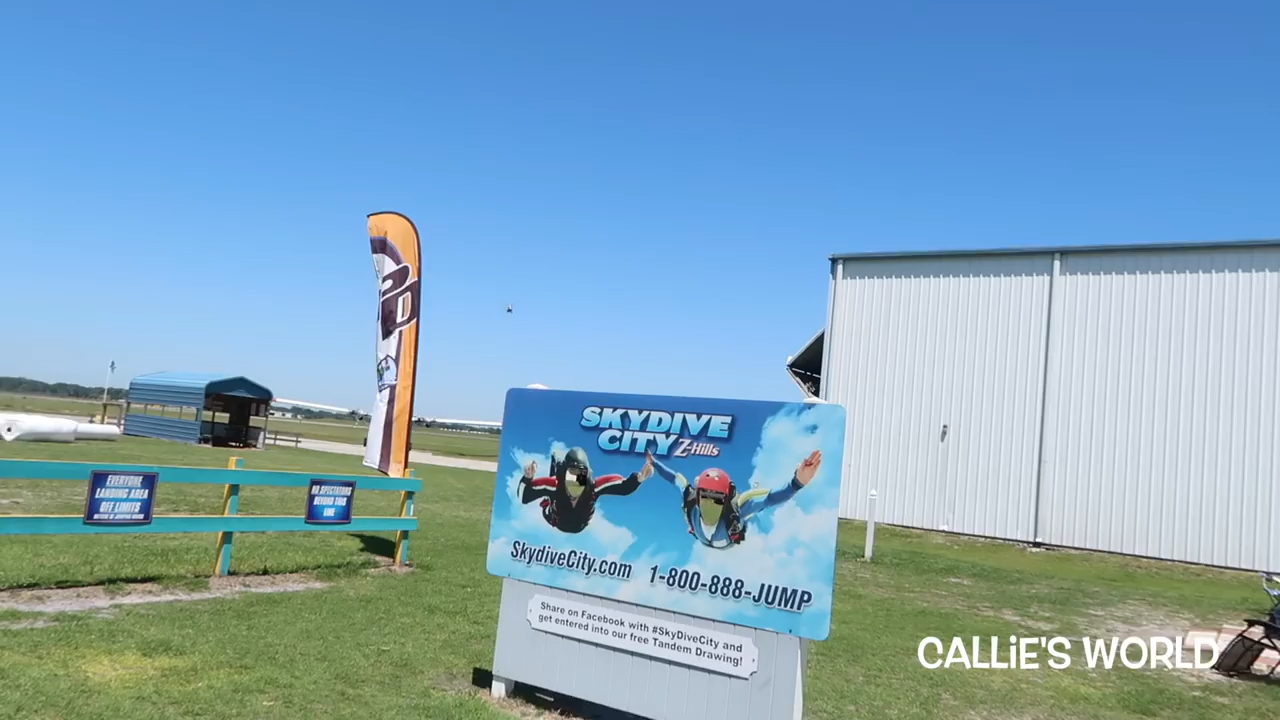 EVERYONE
LANDING AREA
OFF LIMITS
NO SPECTATORS
BEYOND THIS
LINE
SKYDIVE
CITY Z-Hills
SkydiveCity.com 1-800-888-JUMP
Share on Facebook with #SkyDiveCity and
get entered into our free Tandem Drawing!
CALLiE'S WORLD